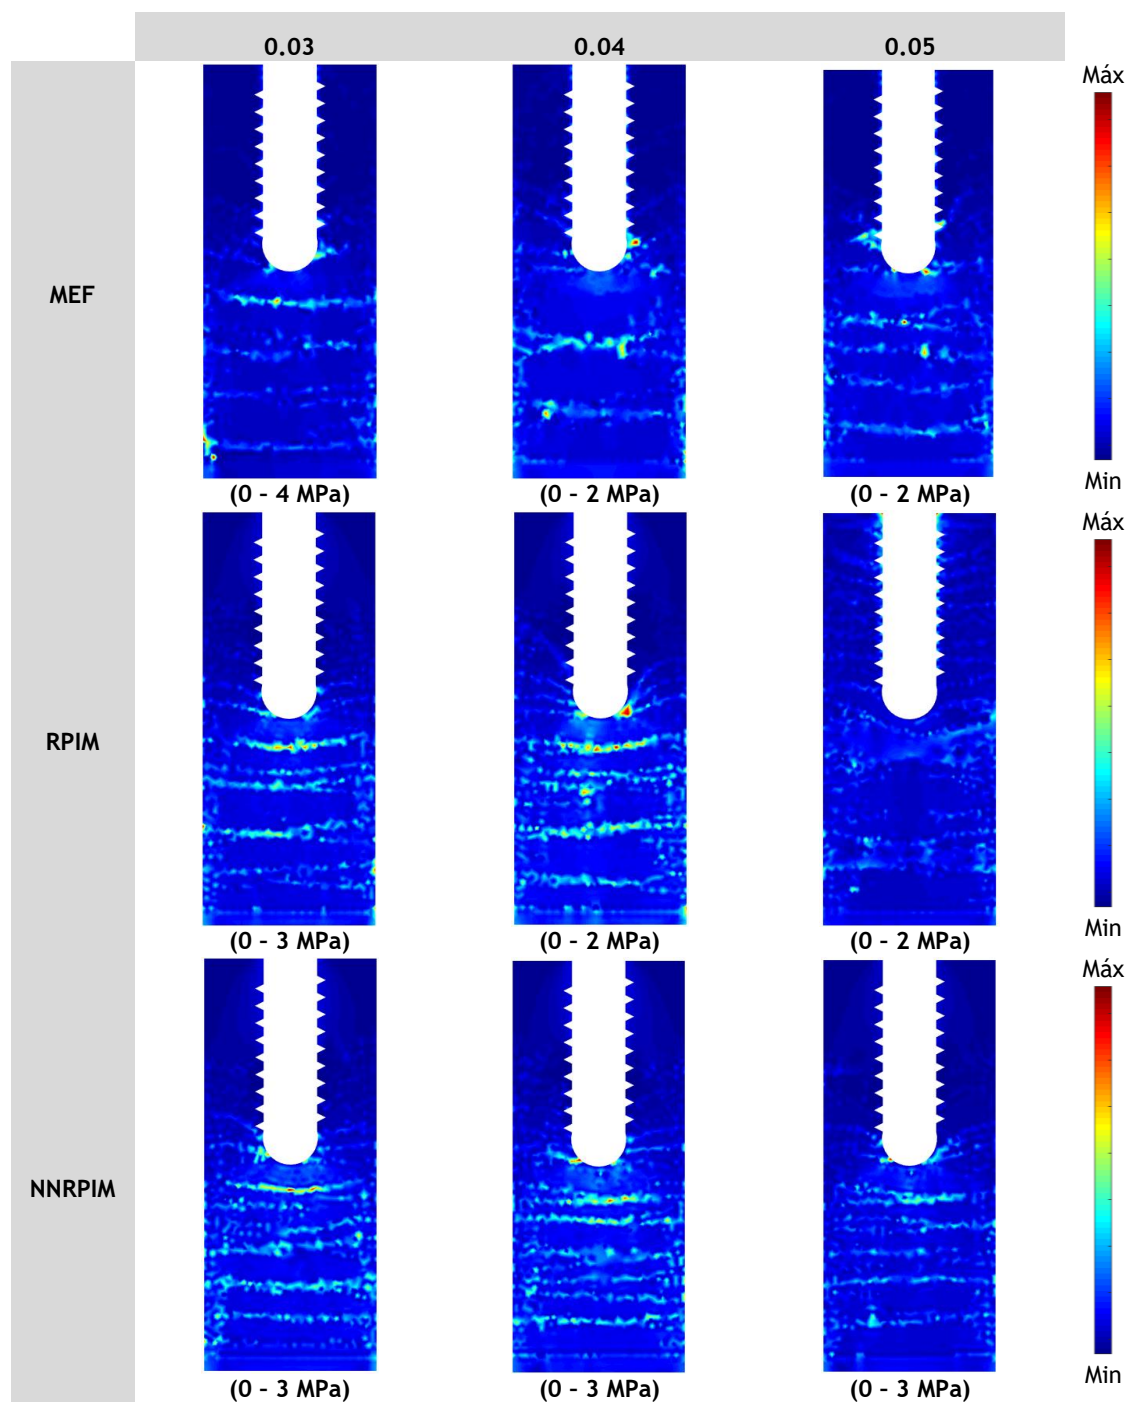 0.03 0.04 0.05
Máx
MEF
Min
(0 - 4 MPa) (0 - 2 MPa) (0 - 2 MPa)
Máx
RPIM
Min
(0 - 3 MPa) (0 - 2 MPa) (0 - 2 MPa)
Máx
NNRPIM
Min
(0 - 3 MPa) (0 - 3 MPa) (0 - 3 MPa)